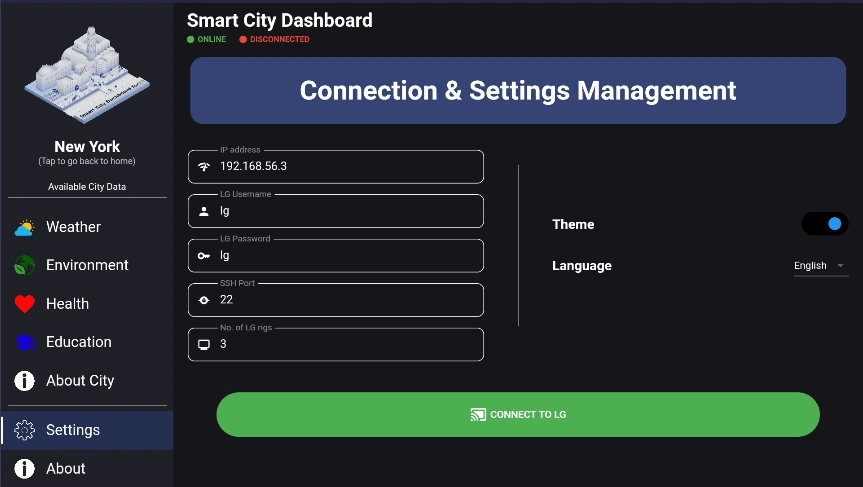 Smart City Dashboard
ONLINE
DISCONNECTED
New York
(Tap to go back to home)
Available City Data
Weather
Environment
Health
Education
About City
Settings
About
Connection & Settings Management
IP address
192.168.56.3
LG Username
lg
LG Password
lg
SSH Port
22
No. of LG rigs
3
Theme
Language
English
CONNECT TO LG